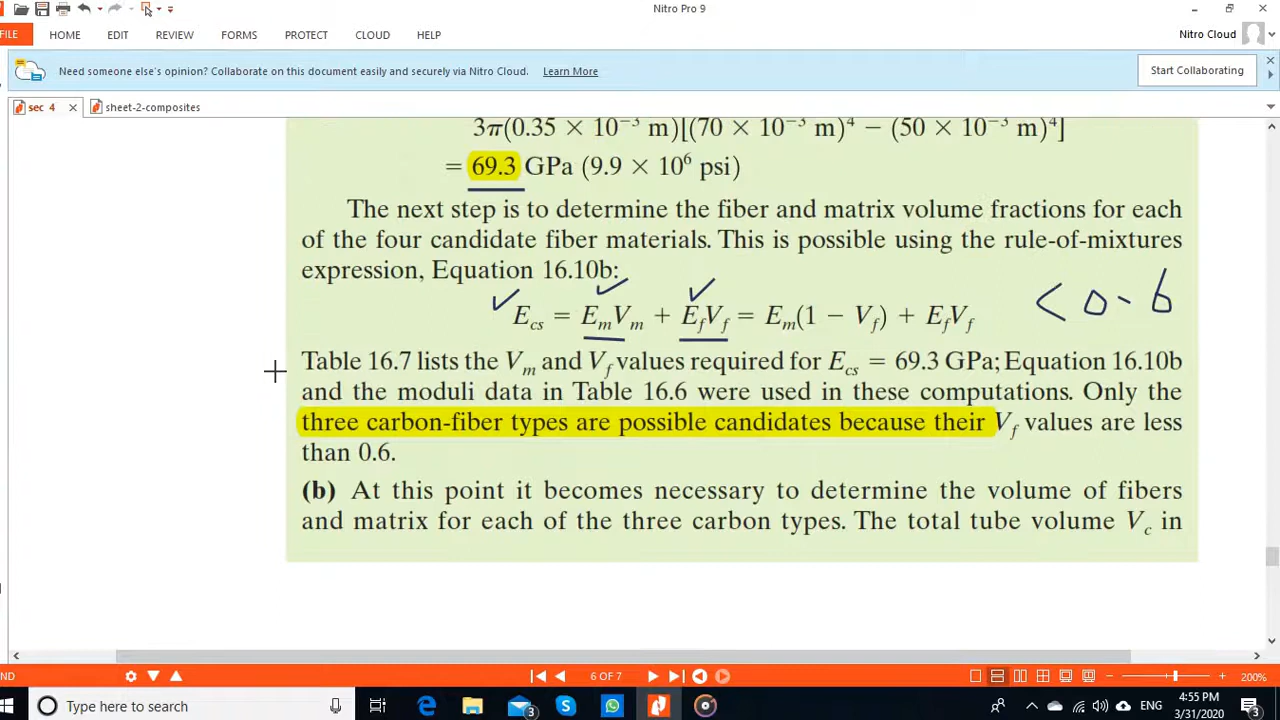 Nitro Pro 9
FILE HOME EDIT REVIEW FORMS PROTECT CLOUD HELP Nitro Cloud
Need someone else's opinion? Collaborate on this document easily and securely via Nitro Cloud. Learn More Start Collaborating
sec 4 sheet-2-composites
3π(0.35 × 10⁻³ m)[(70 × 10⁻³ m)⁴ − (50 × 10⁻³ m)⁴]
= 69.3 GPa (9.9 × 10⁶ psi)
The next step is to determine the fiber and matrix volume fractions for each
of the four candidate fiber materials. This is possible using the rule-of-mixtures
expression, Equation 16.10b:
< 0.6
E_cs = E_mV_m + E_fV_f = E_m(1 − V_f) + E_fV_f
Table 16.7 lists the V_m and V_f values required for E_cs = 69.3 GPa; Equation 16.10b
and the moduli data in Table 16.6 were used in these computations. Only the
three carbon-fiber types are possible candidates because their V_f values are less
than 0.6.
(b) At this point it becomes necessary to determine the volume of fibers
and matrix for each of the three carbon types. The total tube volume V_c in
ND 6 OF 7 200%
Type here to search 3 ENG 4:55 PM
3/31/2020 3